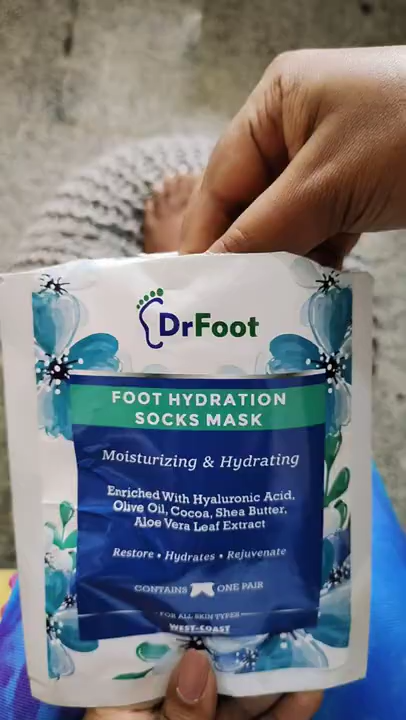 DrFoot
FOOT HYDRATION
SOCKS MASK
Moisturizing & Hydrating
Enriched With Hyaluronic Acid,
Olive Oil, Cocoa, Shea Butter,
Aloe Vera Leaf Extract
Restore • Hydrates • Rejuvenate
CONTAINS ONE PAIR
FOR ALL SKIN TYPES
WEST-COAST